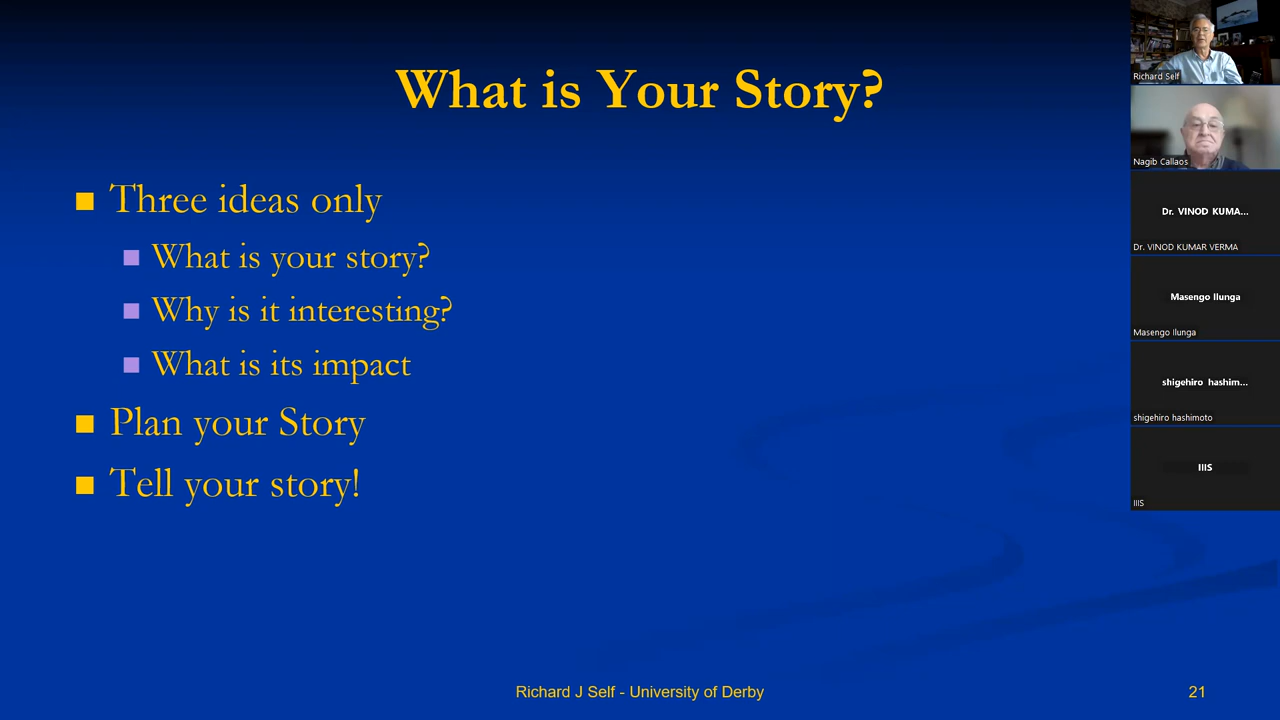 What is Your Story?
Three ideas only
What is your story?
Why is it interesting?
What is its impact
Plan your Story
Tell your story!
Richard J Self - University of Derby
21
Richard Self
Nagib Callaos
Dr. VINOD KUMA...
Dr. VINOD KUMAR VERMA
Masengo Ilunga
Masengo Ilunga
shigehiro hashim...
shigehiro hashimoto
IIIS
IIIS